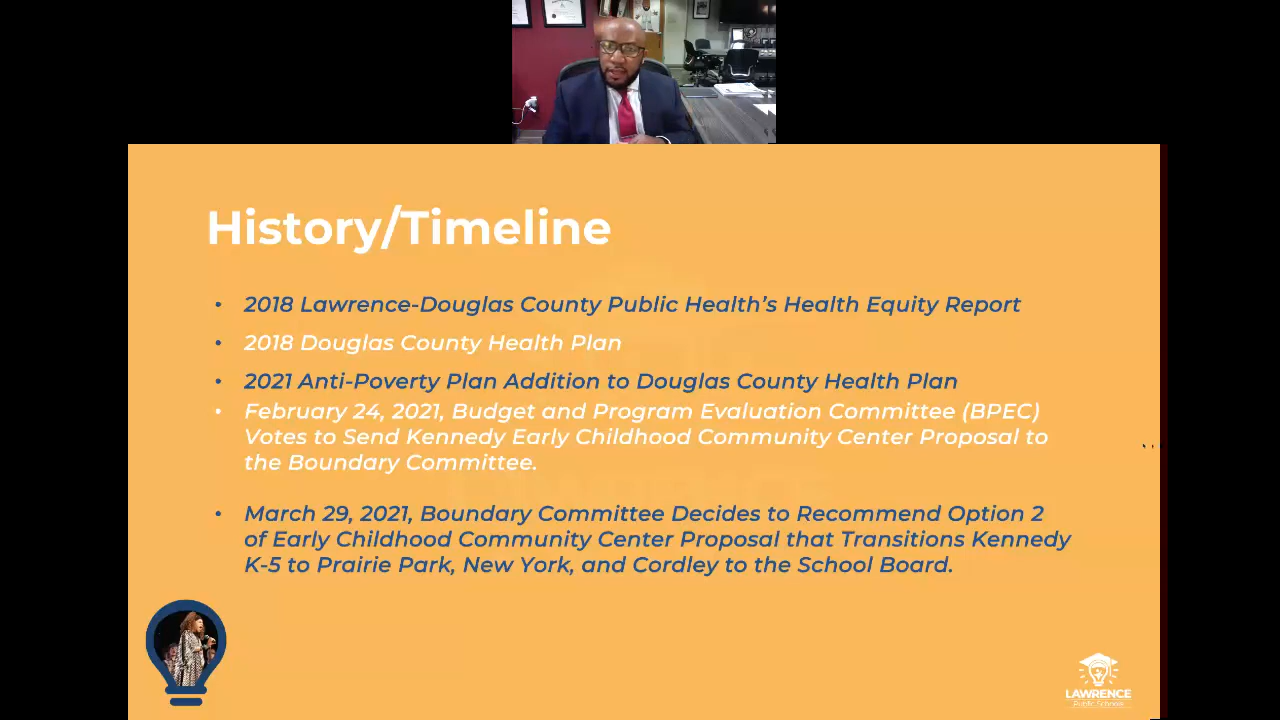 History/Timeline
• 2018 Lawrence-Douglas County Public Health’s Health Equity Report
• 2018 Douglas County Health Plan
• 2021 Anti-Poverty Plan Addition to Douglas County Health Plan
• February 24, 2021, Budget and Program Evaluation Committee (BPEC)
Votes to Send Kennedy Early Childhood Community Center Proposal to
the Boundary Committee.
• March 29, 2021, Boundary Committee Decides to Recommend Option 2
of Early Childhood Community Center Proposal that Transitions Kennedy
K-5 to Prairie Park, New York, and Cordley to the School Board.
LAWRENCE
Public Schools